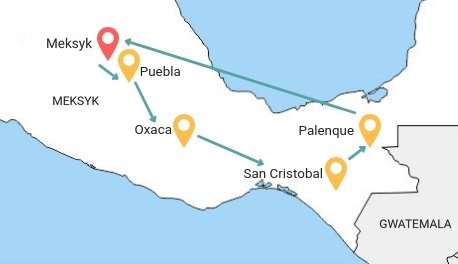 Meksyk
Puebla
MEKSYK
Oxaca
Palenque
San Cristobal
GWATEMALA